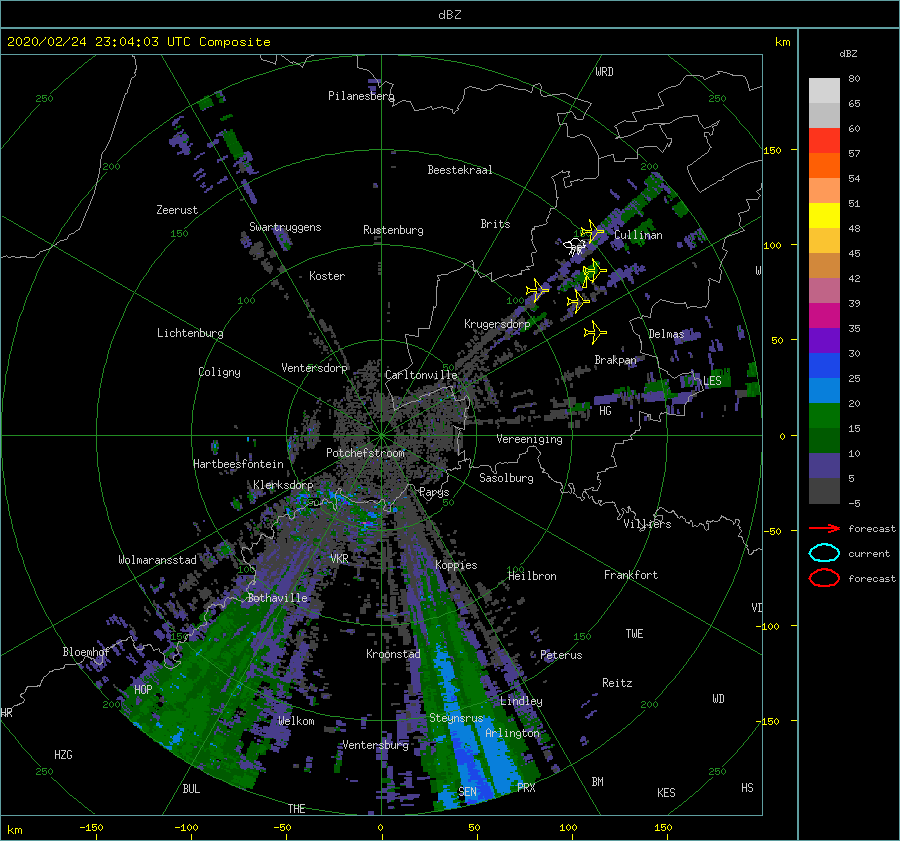 dBZ
2020/02/24 23:04:03 UTC Composite
km
dBZ
WRD
80
250
Pilanesberg
250
65
60
150
57
200
Beestekraal
200
54
Zeerust
51
150
Swartruggens
Rustenburg
Brits
Cullinan
48
100
45
W
Koster
42
100
100
39
Lichtenburg
Krugersdorp
Delmas
35
50
30
Ventersdorp
Brakpan
Coligny
Carltonville
LES
25
20
HG
15
0
Vereeniging
Potchefstroom
10
Hartbeesfontein
Sasolburg
5
Klerksdorp
Parys
50
50
-5
Villiers
forecast
-50
Wolmaransstad
VKR
Koppies
current
100
100
Heilbron
Frankfort
forecast
Bothaville
VI
-100
150
150
TWE
Bloemhof
Kroonstad
Peterus
HOP
Reitz
200
Lindley
200
WD
HR
Welkom
Steynsrus
-150
Arlington
HZG
Ventersburg
250
250
BUL
SEN
PRX
BM
KES
HS
THE
km
-150
-100
-50
0
50
100
150